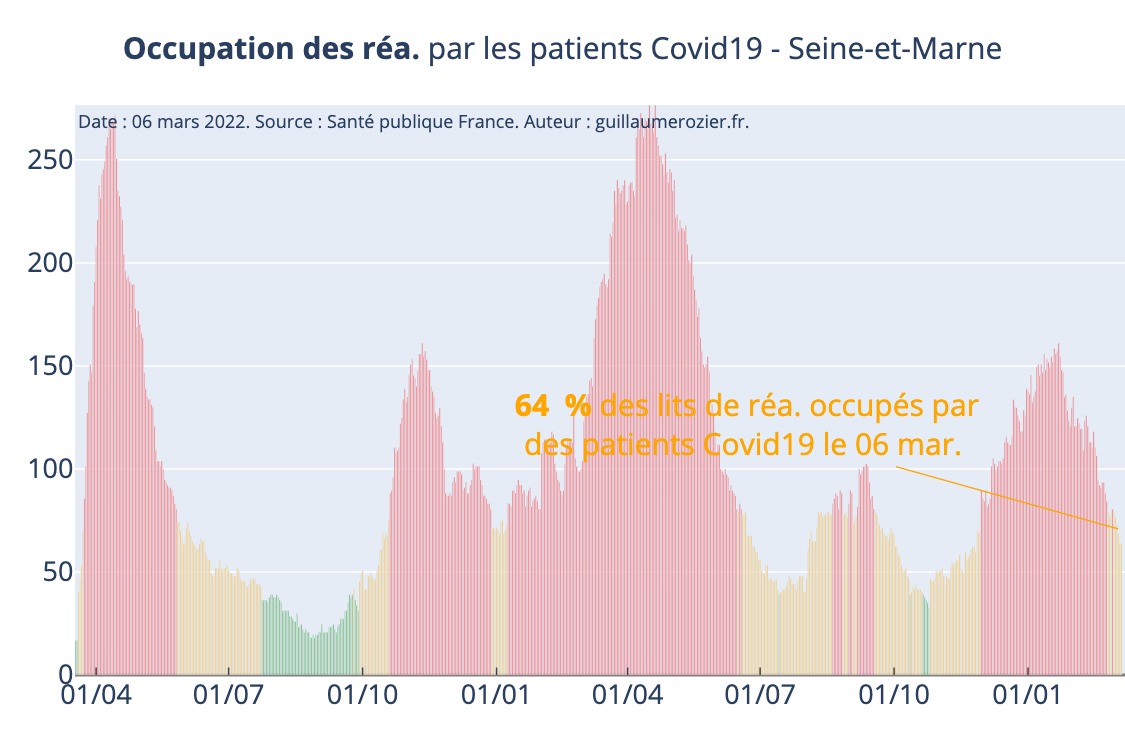 Occupation des réa. par les patients Covid19 - Seine-et-Marne
Date : 06 mars 2022. Source : Santé publique France. Auteur : guillaumerozier.fr.
250
200
150
64  % des lits de réa. occupés par
des patients Covid19 le 06 mar.
100
50
0
01/04 01/07 01/10 01/01 01/04 01/07 01/10 01/01